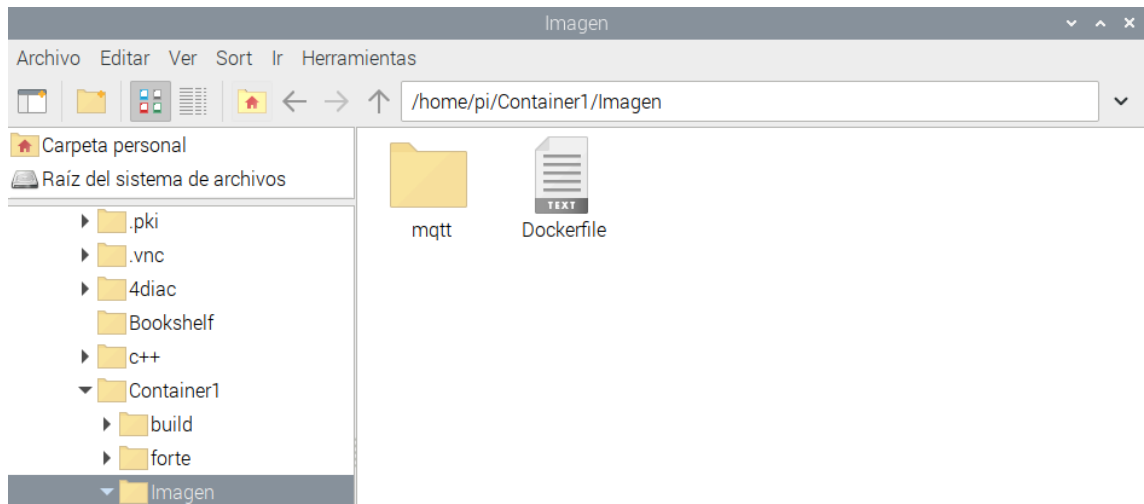 Imagen
Archivo Editar Ver Sort Ir Herramientas
/home/pi/Container1/Imagen
Carpeta personal
Raíz del sistema de archivos
.pki
.vnc
4diac
Bookshelf
c++
Container1
build
forte
Imagen
TEXT
mqtt Dockerfile